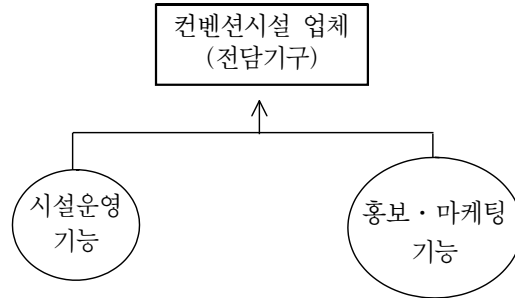 컨벤션시설 업체
(전담기구)
시설운영
기능
홍보・마케팅
기능